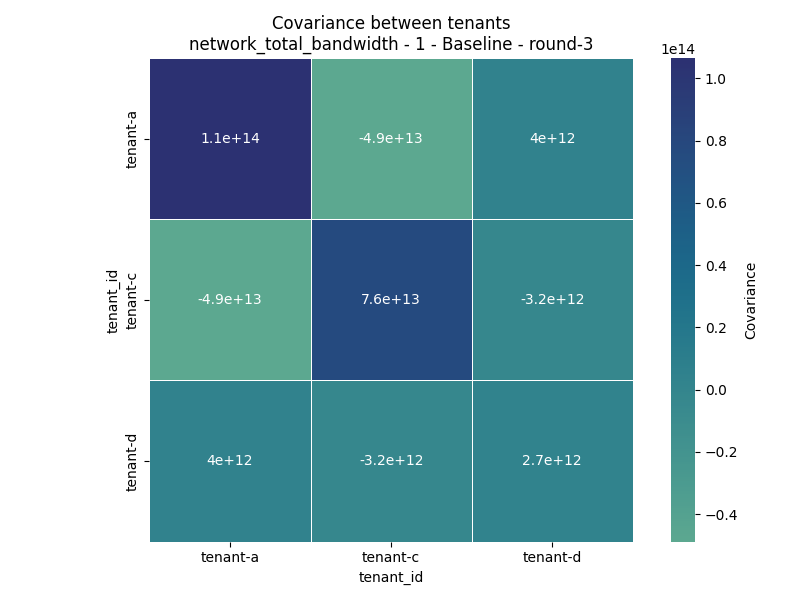 Covariance between tenants
network_total_bandwidth - 1 - Baseline - round-3
1e14
tenant-a
1.1e+14
-4.9e+13
4e+12
tenant_id
tenant-c
-4.9e+13
7.6e+13
-3.2e+12
tenant-d
4e+12
-3.2e+12
2.7e+12
tenant-a
tenant-c
tenant-d
tenant_id
1.0
0.8
0.6
0.4
0.2
0.0
−0.2
−0.4
Covariance